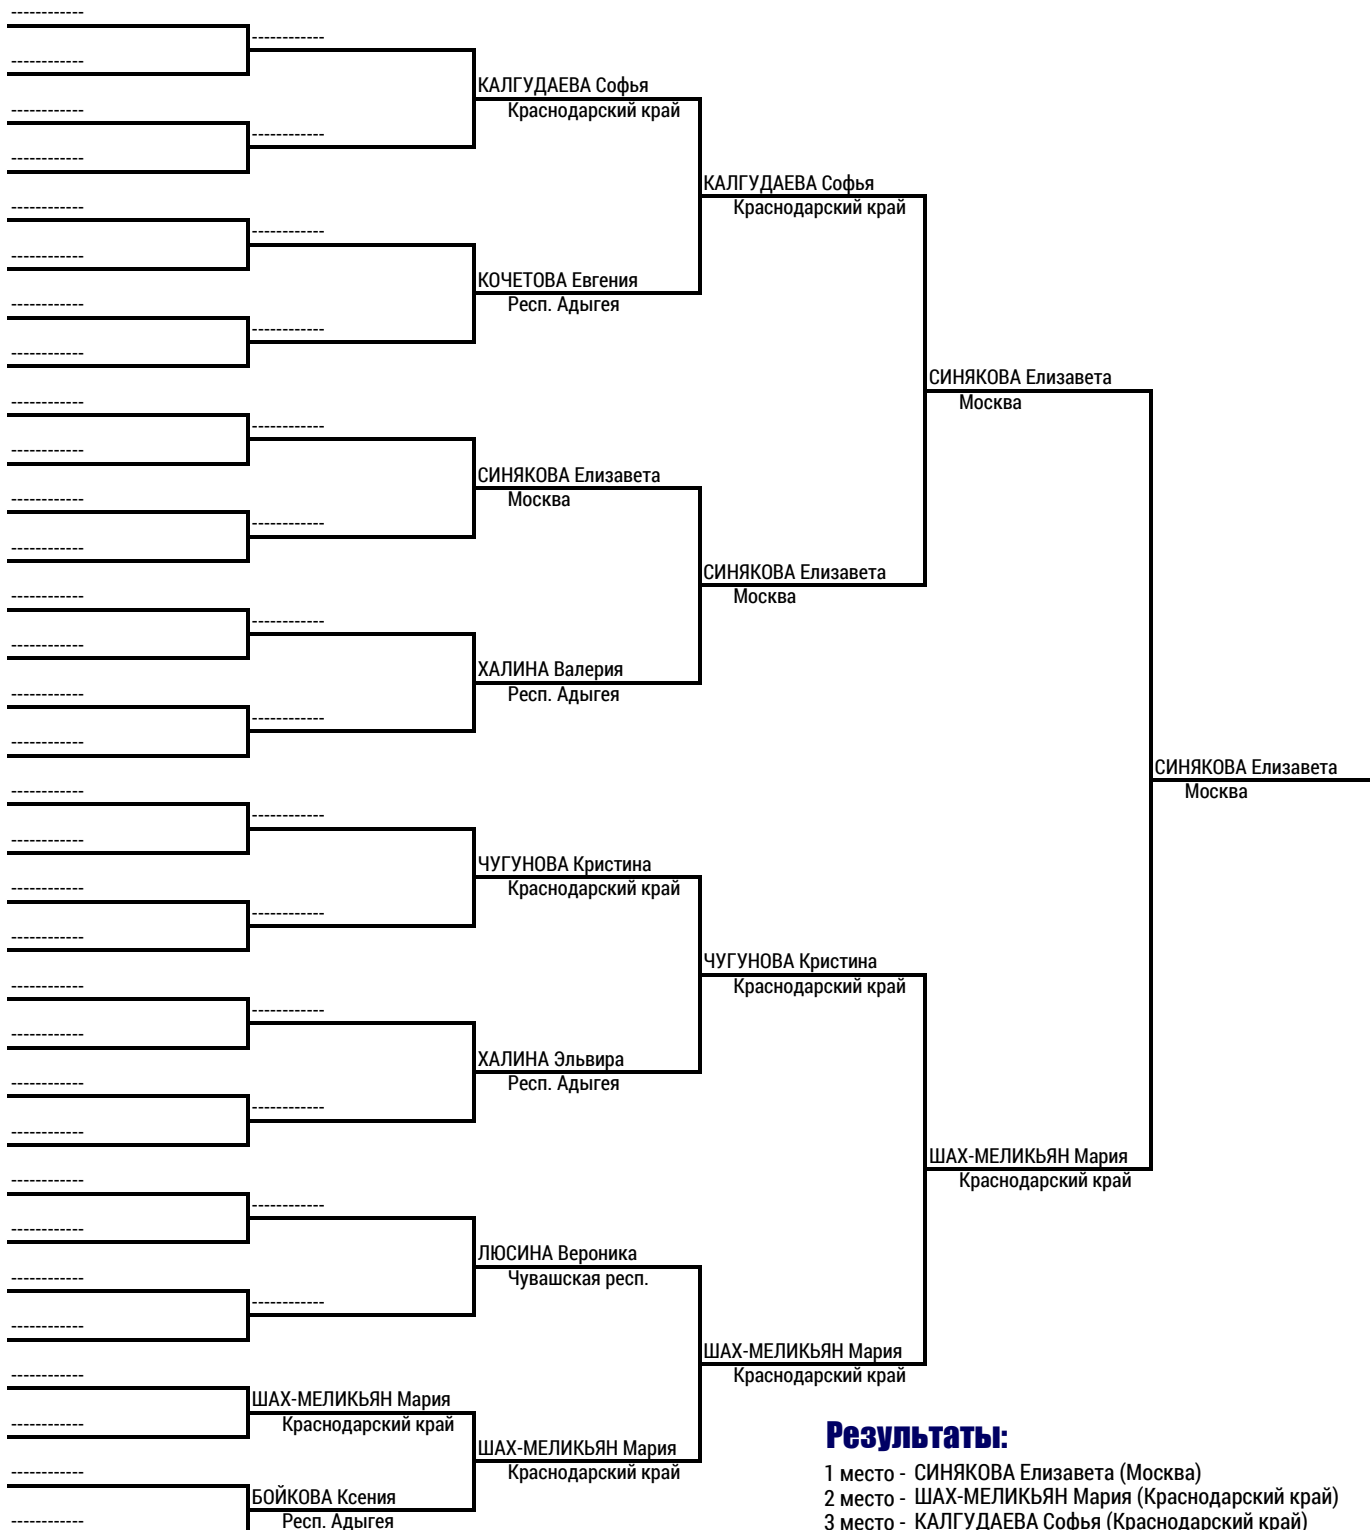 ------------
------------
------------
КАЛГУДАЕВА Софья
------------
Краснодарский край
------------
------------
КАЛГУДАЕВА Софья
------------
Краснодарский край
------------
------------
КОЧЕТОВА Евгения
------------
Респ. Адыгея
------------
------------
СИНЯКОВА Елизавета
------------
Москва
------------
------------
СИНЯКОВА Елизавета
------------
Москва
------------
------------
СИНЯКОВА Елизавета
------------
Москва
------------
------------
ХАЛИНА Валерия
------------
Респ. Адыгея
------------
------------
СИНЯКОВА Елизавета
------------
Москва
------------
------------
ЧУГУНОВА Кристина
------------
Краснодарский край
------------
------------
ЧУГУНОВА Кристина
------------
Краснодарский край
------------
------------
ХАЛИНА Эльвира
------------
Респ. Адыгея
------------
------------
ШАХ-МЕЛИКЬЯН Мария
------------
Краснодарский край
------------
------------
ЛЮСИНА Вероника
------------
Чувашская респ.
------------
------------
ШАХ-МЕЛИКЬЯН Мария
------------
Краснодарский край
ШАХ-МЕЛИКЬЯН Мария
------------
Краснодарский край
ШАХ-МЕЛИКЬЯН Мария
------------
Краснодарский край
БОЙКОВА Ксения
------------
Респ. Адыгея
Результаты:
1 место - СИНЯКОВА Елизавета (Москва)
2 место - ШАХ-МЕЛИКЬЯН Мария (Краснодарский край)
3 место - КАЛГУДАЕВА Софья (Краснодарский край)